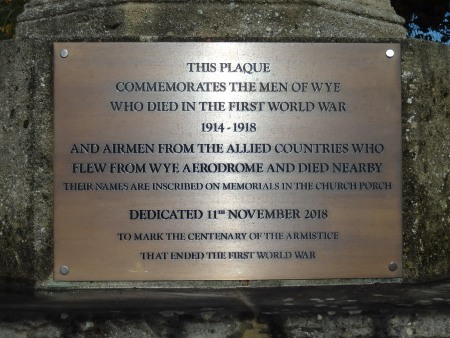 THIS PLAQUE
COMMEMORATES THE MEN OF WYE
WHO DIED IN THE FIRST WORLD WAR
1914 - 1918
AND AIRMEN FROM THE ALLIED COUNTRIES WHO
FLEW FROM WYE AERODROME AND DIED NEARBY
THEIR NAMES ARE INSCRIBED ON MEMORIALS IN THE CHURCH PORCH
DEDICATED 11TH NOVEMBER 2018
TO MARK THE CENTENARY OF THE ARMISTICE
THAT ENDED THE FIRST WORLD WAR